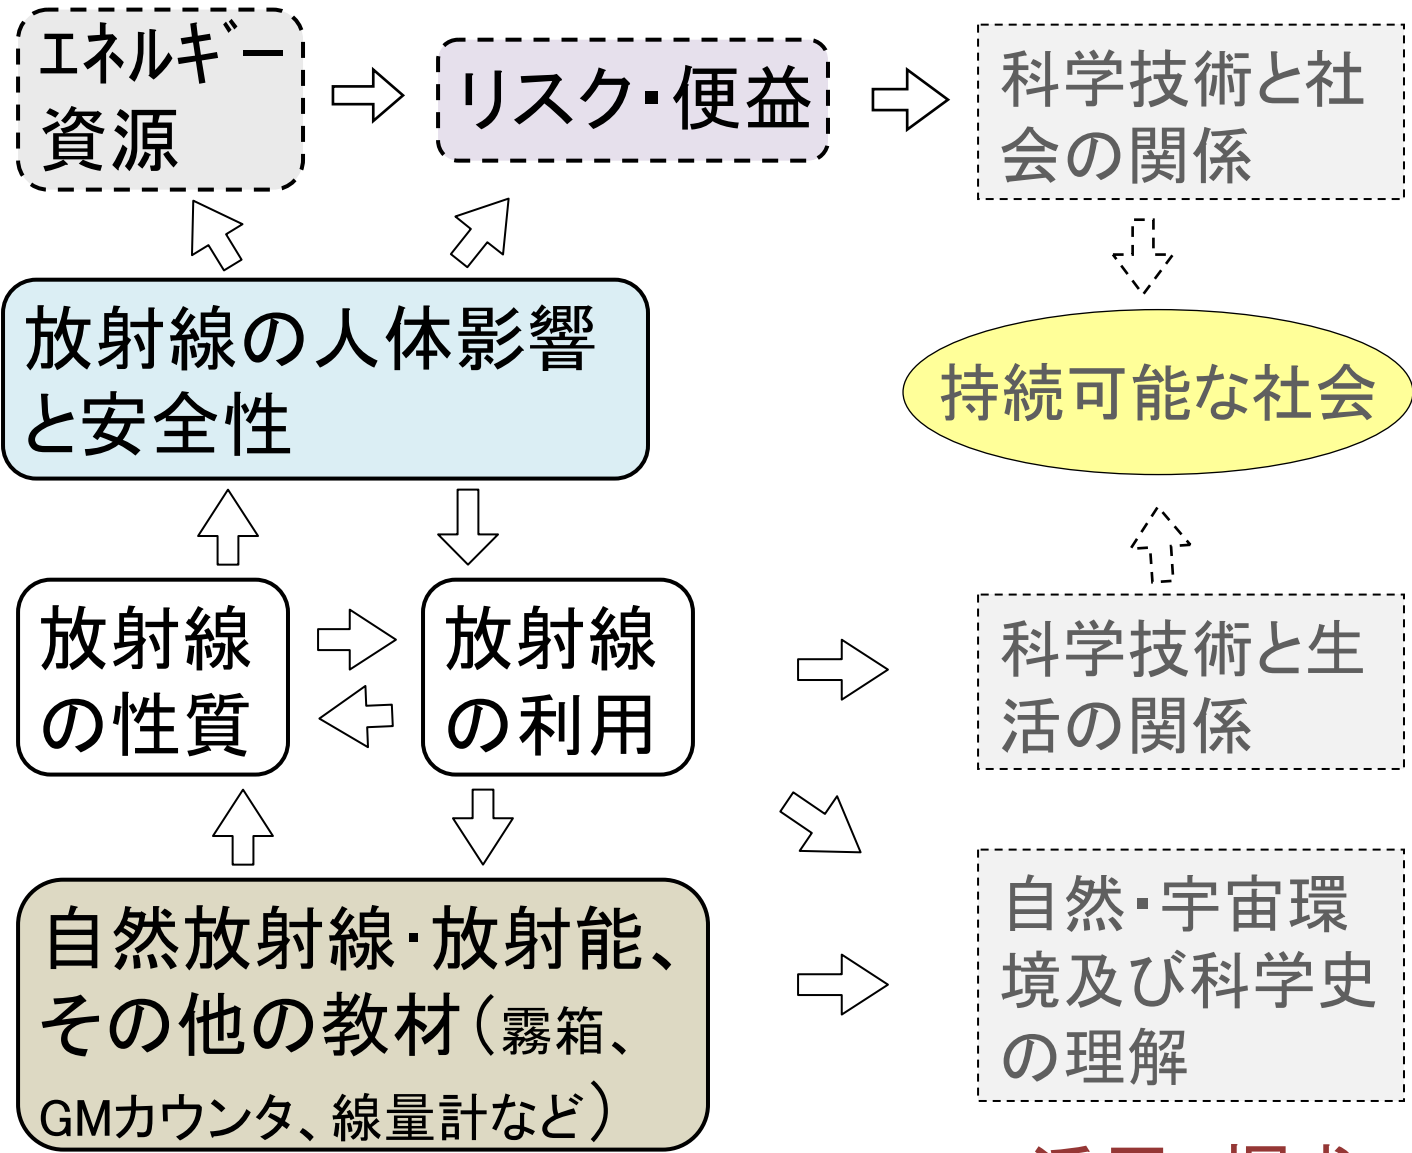 エネルギー
資源
リスク・便益
科学技術と社
会の関係
放射線の人体影響
と安全性
持続可能な社会
放射線
の性質
放射線
の利用
科学技術と生
活の関係
自然放射線・放射能、
その他の教材（霧箱、
GMカウンタ、線量計など）
自然・宇宙環
境及び科学史
の理解